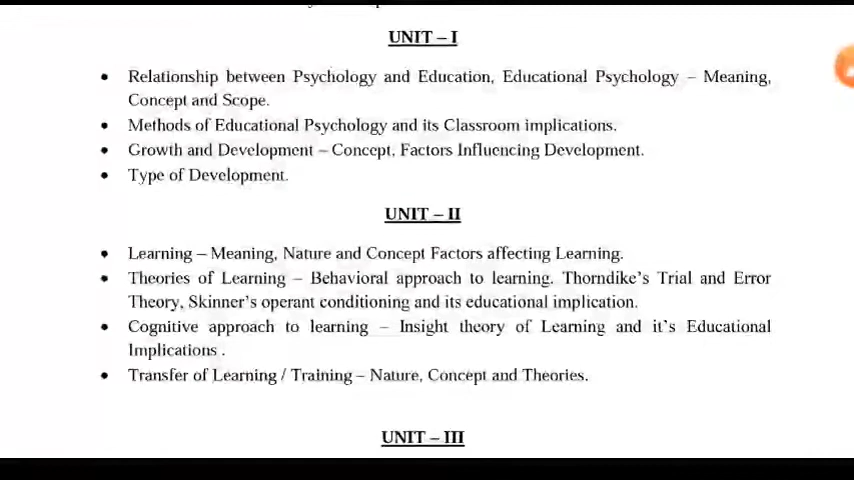 UNIT – I
• Relationship between Psychology and Education, Educational Psychology – Meaning,
Concept and Scope.
• Methods of Educational Psychology and its Classroom implications.
• Growth and Development – Concept, Factors Influencing Development.
• Type of Development.
UNIT – II
• Learning – Meaning, Nature and Concept Factors affecting Learning.
• Theories of Learning – Behavioral approach to learning. Thorndike's Trial and Error
Theory, Skinner's operant conditioning and its educational implication.
• Cognitive approach to learning – Insight theory of Learning and it's Educational
Implications .
• Transfer of Learning / Training – Nature, Concept and Theories.
UNIT – III